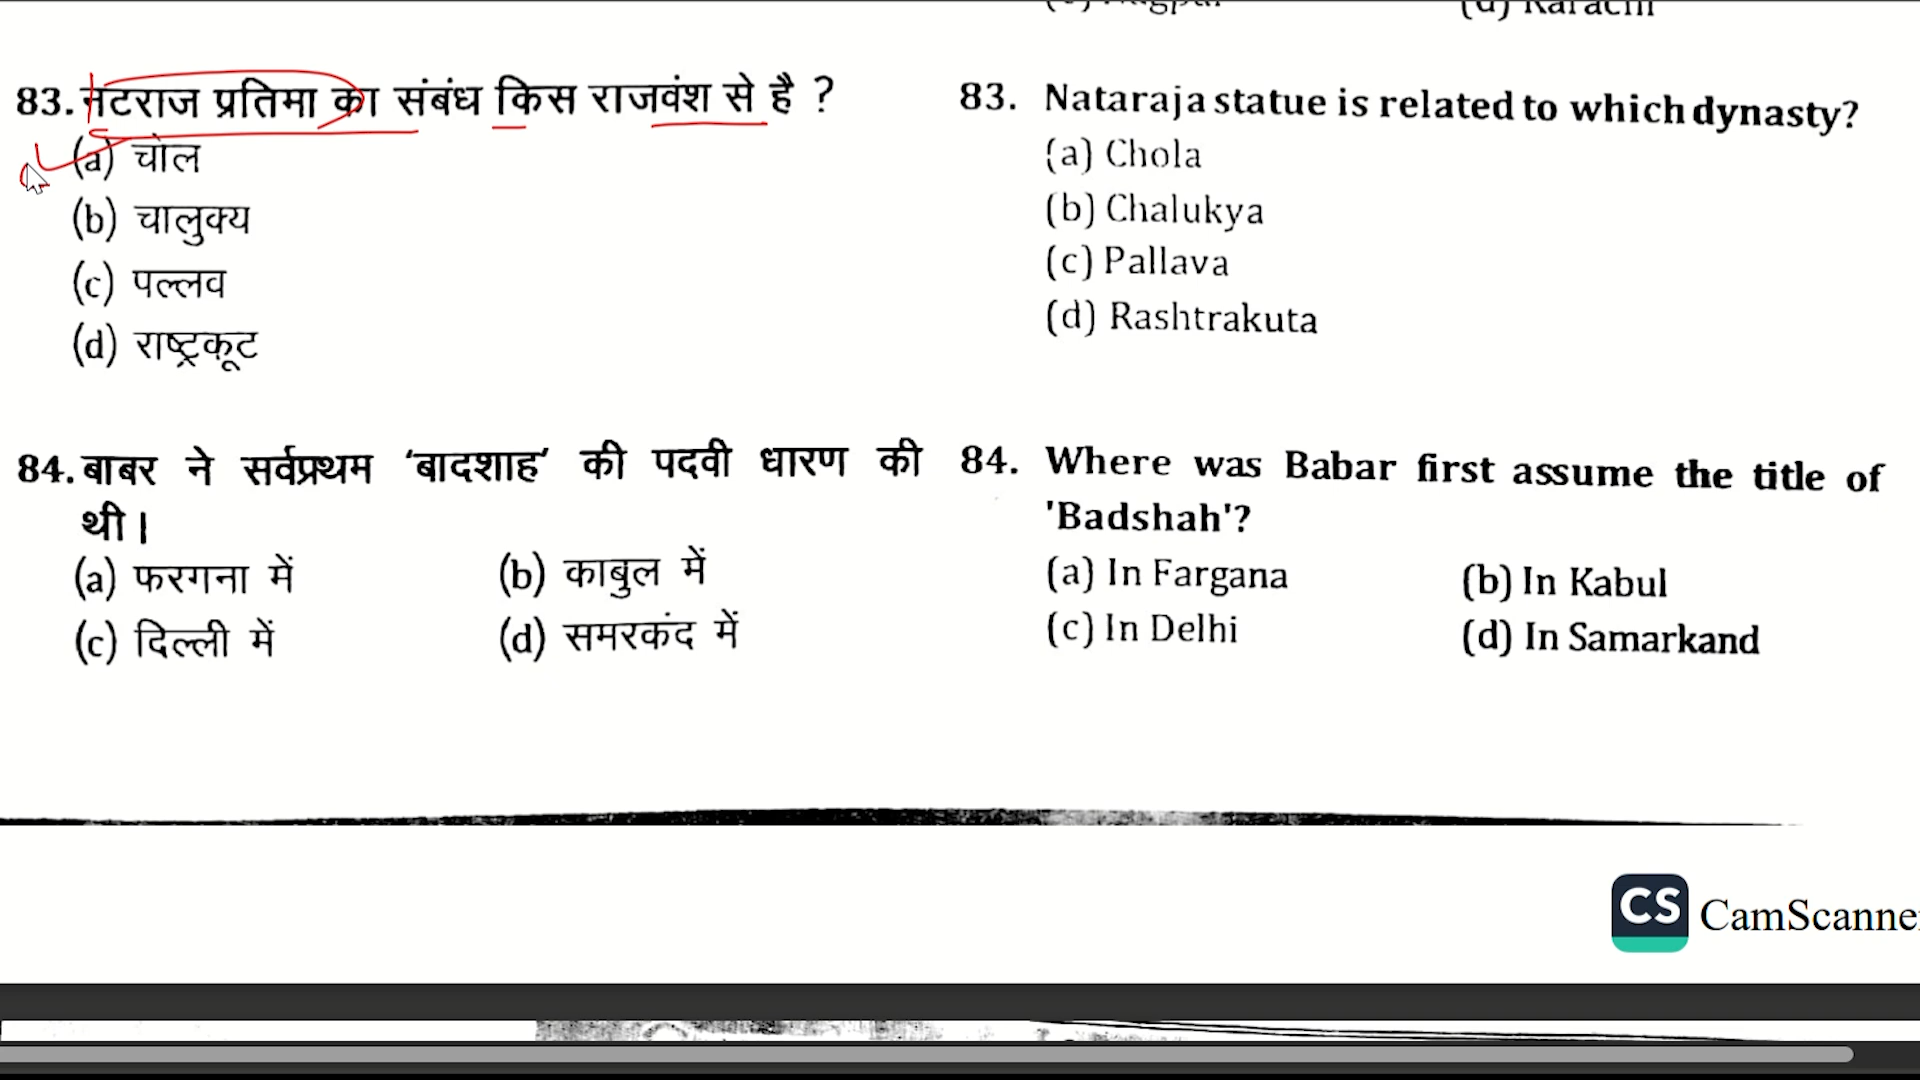 83. नटराज प्रतिमा का संबंध किस राजवंश से है ?
(a) चोल
(b) चालुक्य
(c) पल्लव
(d) राष्ट्रकूट
84. बाबर ने सर्वप्रथम ‘बादशाह’ की पदवी धारण की
थी।
(a) फरगना में (b) काबुल में
(c) दिल्ली में (d) समरकंद में
(d) Karachi
83. Nataraja statue is related to which dynasty?
(a) Chola
(b) Chalukya
(c) Pallava
(d) Rashtrakuta
84. Where was Babar first assume the title of
'Badshah'?
(a) In Fargana (b) In Kabul
(c) In Delhi (d) In Samarkand
CS CamScanner